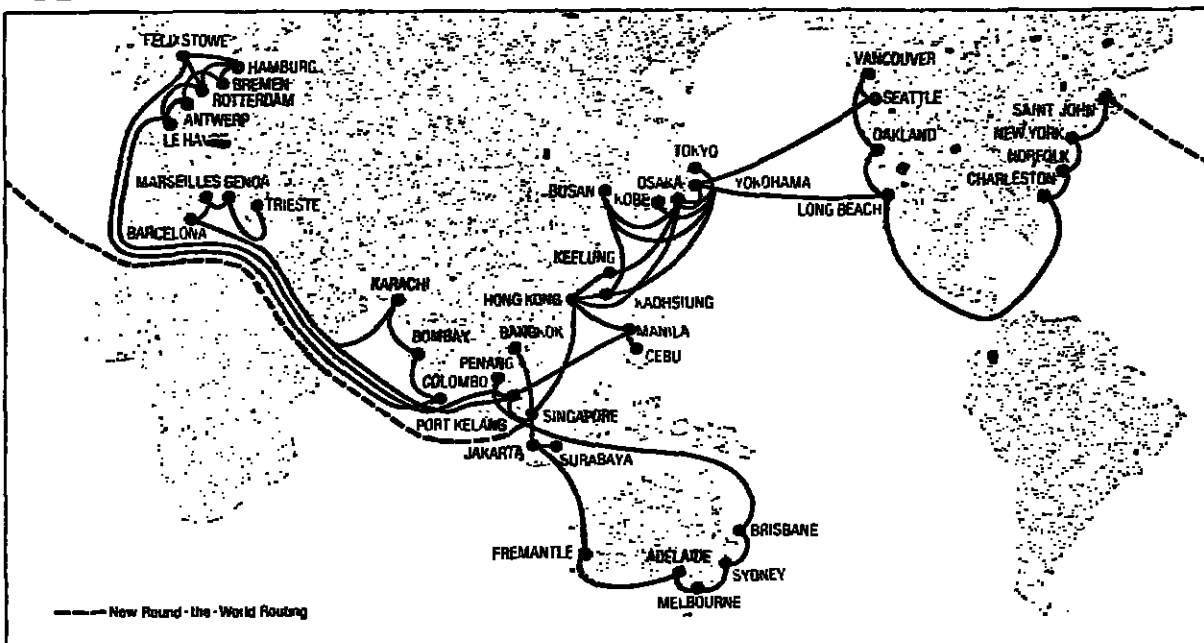 FELIXSTOWE
HAMBURG
BREMEN
ROTTERDAM
ANTWERP
LE
MARSEILLES GENOA
TRIESTE
BARCELONA
KARACHI
BOMBAY
COLOMBO
PENANG
BANGKOK
PORT KELANG
SINGAPORE
JAKARTA
SURABAYA
HONG KONG
KEELUNG
KAOHSIUNG
MANILA
CEBU
BUSAN
KOBE
OSAKA
TOKYO
YOKOHAMA
VANCOUVER
SEATTLE
OAKLAND
LONG BEACH
SAINT JOHN
NEW YORK
NORFOLK
CHARLESTON
FREMANTLE
ADELAIDE
MELBOURNE
SYDNEY
BRISBANE
New Round-the-World Routing